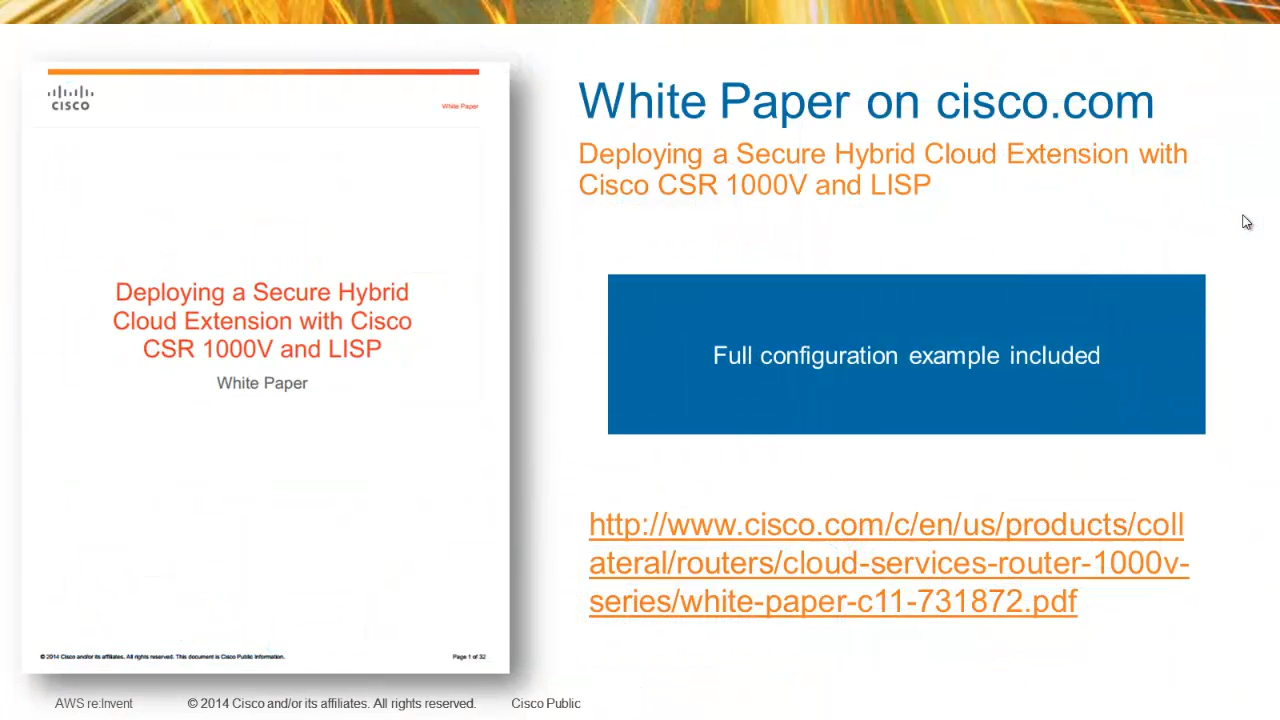 CISCO
White Paper
Deploying a Secure Hybrid
Cloud Extension with Cisco
CSR 1000V and LISP
White Paper
© 2014 Cisco and/or its affiliates. All rights reserved. This document is Cisco Public Information.
Page 1 of 32
White Paper on cisco.com
Deploying a Secure Hybrid Cloud Extension with
Cisco CSR 1000V and LISP
Full configuration example included
http://www.cisco.com/c/en/us/products/coll
ateral/routers/cloud-services-router-1000v-
series/white-paper-c11-731872.pdf
AWS re:Invent
© 2014 Cisco and/or its affiliates. All rights reserved.
Cisco Public